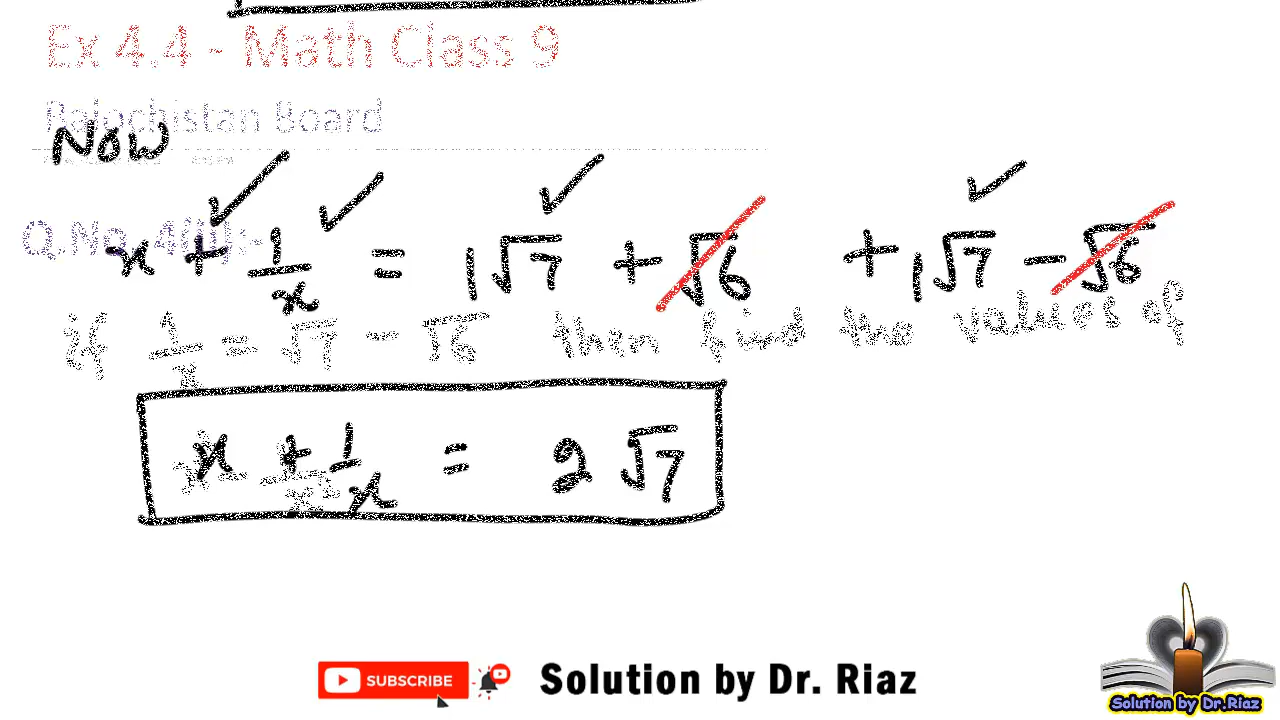 Ex 4.4 - Math Class 9
Balochistan Board
Now
Q.No. 4(ii):-
x + 1/x = 1√7 + √6 + 1√7 - √6
if 1/x = √7 - √6 then find the values of
x + 1/x = 2√7
SUBSCRIBE
Solution by Dr. Riaz
Solution by Dr.Riaz